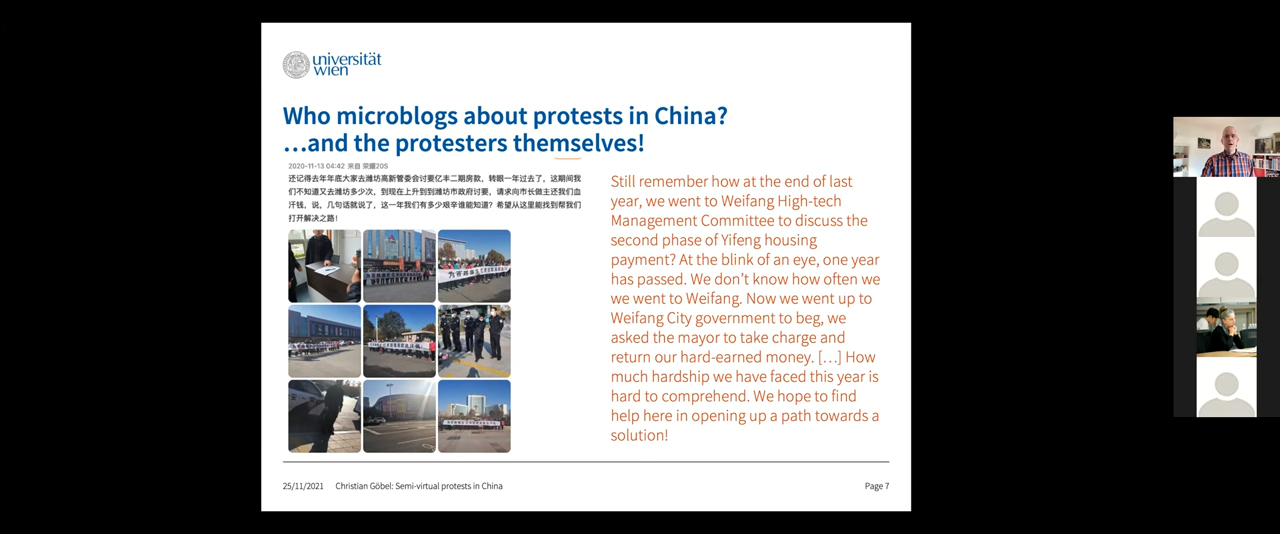 universität
wien
Who microblogs about protests in China?
...and the protesters themselves!
2020-11-13 04:42 来自 荣耀20S
还记得去年年底大家去潍坊高新管委会讨要亿丰二期房款，转眼一年过去了，这期间我
们不知道又去潍坊多少次，到现在上升到到潍坊市政府讨要，请求向市长做主还我们血
汗钱，说，几句话就说了，这一年我们有多少艰辛谁能知道？希望从这里能找到帮我们
打开解决之路！
Still remember how at the end of last
year, we went to Weifang High-tech
Management Committee to discuss the
second phase of Yifeng housing
payment? At the blink of an eye, one year
has passed. We don't know how often we
we went to Weifang. Now we went up to
Weifang City government to beg, we
asked the mayor to take charge and
return our hard-earned money. [...] How
much hardship we have faced this year is
hard to comprehend. We hope to find
help here in opening up a path towards a
solution!
25/11/2021 Christian Göbel: Semi-virtual protests in China Page 7